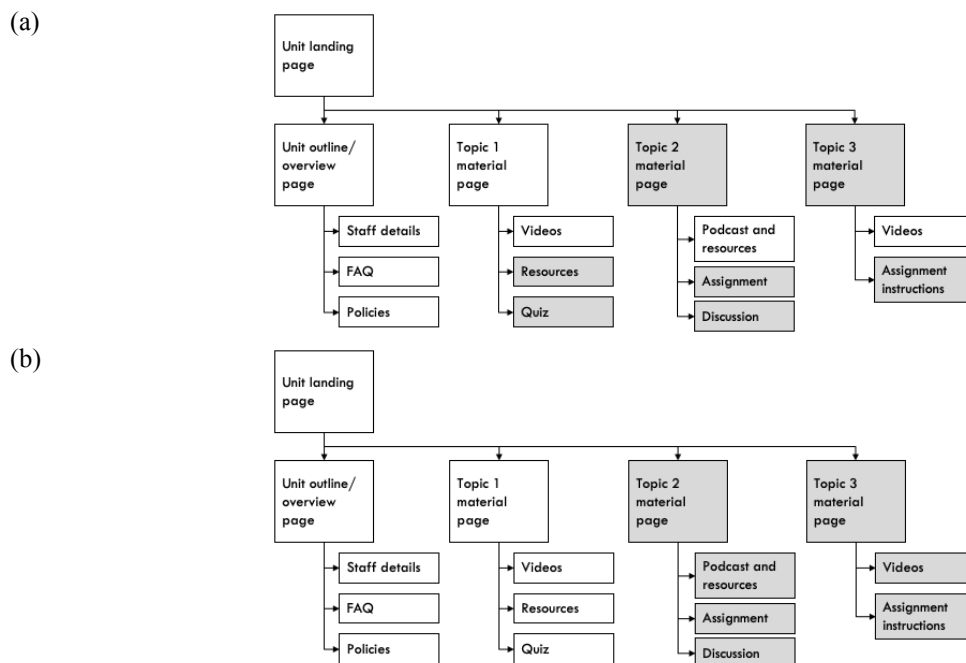 (a)
Unit landing
page
Unit outline/
overview
page
Topic 1
material
page
Topic 2
material
page
Topic 3
material
page
Staff details
FAQ
Policies
Videos
Resources
Quiz
Podcast and
resources
Assignment
Discussion
Videos
Assignment
instructions
(b)
Unit landing
page
Unit outline/
overview
page
Topic 1
material
page
Topic 2
material
page
Topic 3
material
page
Staff details
FAQ
Policies
Videos
Resources
Quiz
Podcast and
resources
Assignment
Discussion
Videos
Assignment
instructions